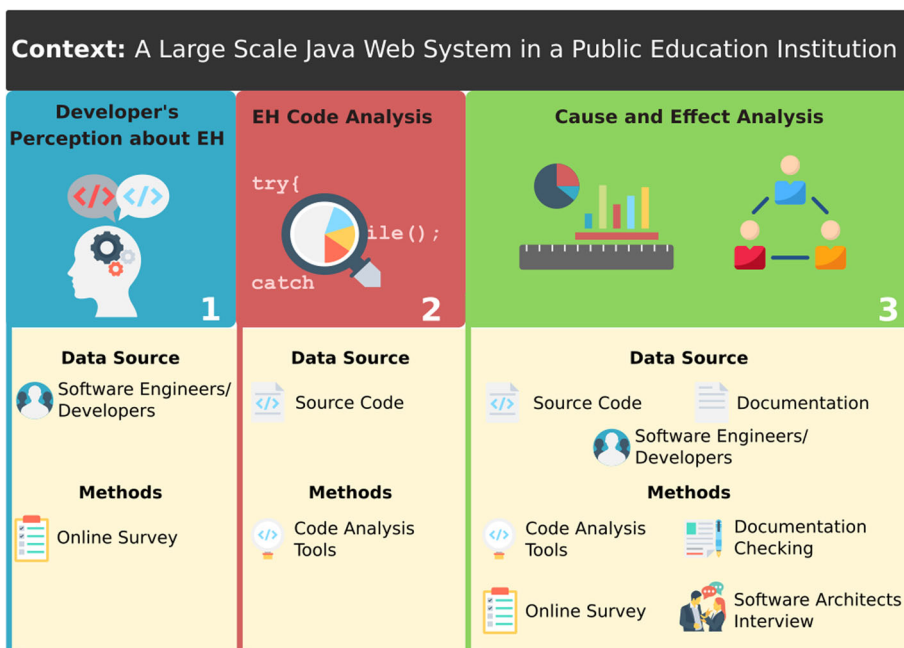 Context: A Large Scale Java Web System in a Public Education Institution
Developer's
Perception about EH
</>
</>
1
Data Source
Software Engineers/
Developers
Methods
Online Survey
EH Code Analysis
try{
ile();
catch
2
Data Source
</>
Source Code
Methods
</>
Code Analysis
Tools
Cause and Effect Analysis
3
Data Source
</>
Source Code
Documentation
Software Engineers/
Developers
Methods
</>
Code Analysis
Tools
Documentation
Checking
Online Survey
Software Architects
Interview